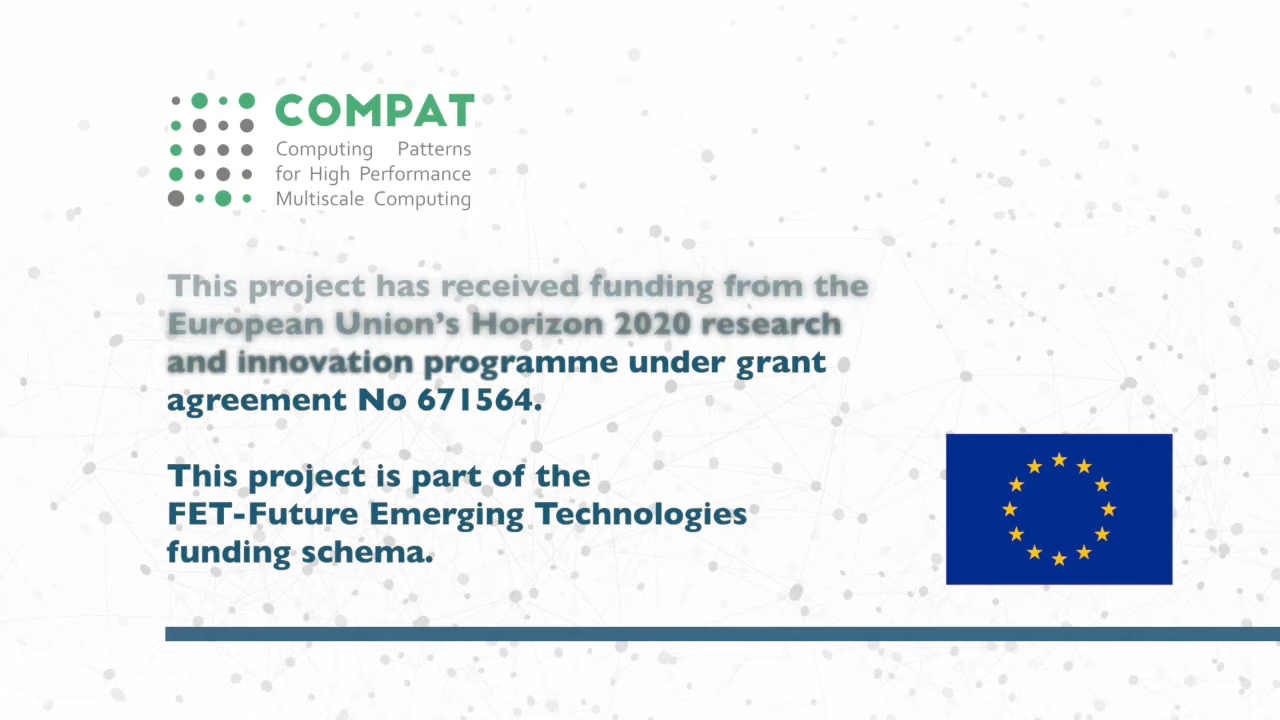 COMPAT
Computing Patterns
for High Performance
Multiscale Computing
This project has received funding from the
European Union’s Horizon 2020 research
and innovation programme under grant
agreement No 671564.
This project is part of the
FET-Future Emerging Technologies
funding schema.